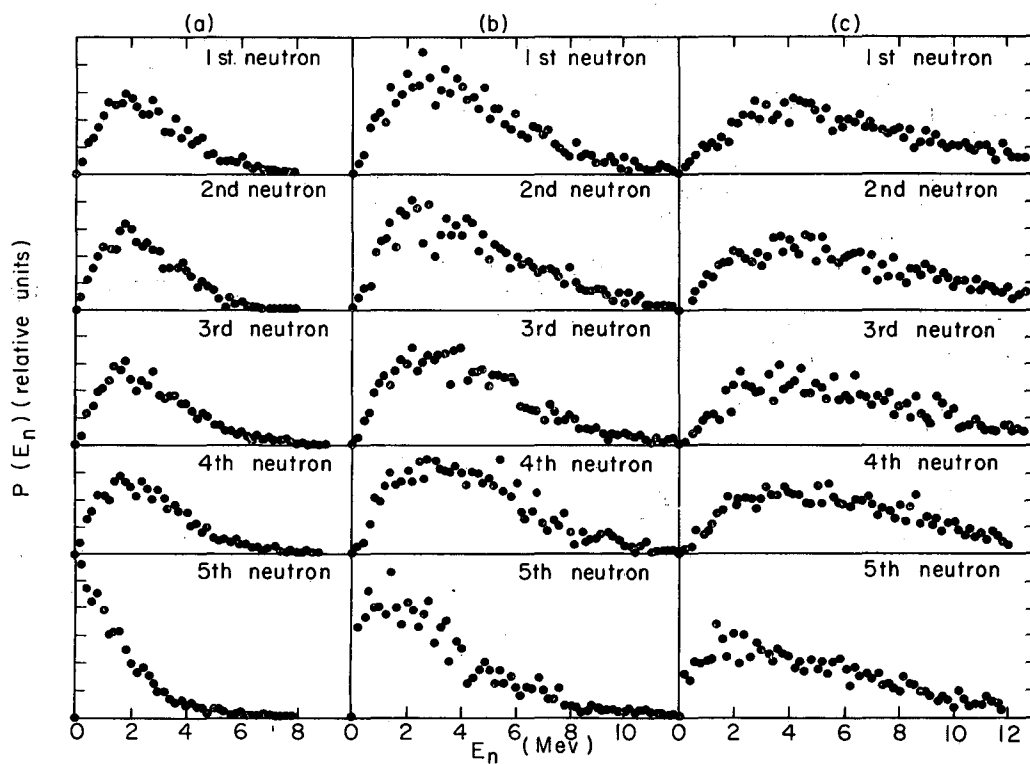 (a) (b) (c)
1st. neutron 1st neutron 1st neutron
2nd neutron 2nd neutron 2nd neutron
3rd neutron 3rd neutron 3rd neutron
4th neutron 4th neutron 4th neutron
5th neutron 5th neutron 5th neutron
P (En) (relative units)
0 2 4 6 8 0 2 4 6 8 10 0 2 4 6 8 10 12
En (Mev)